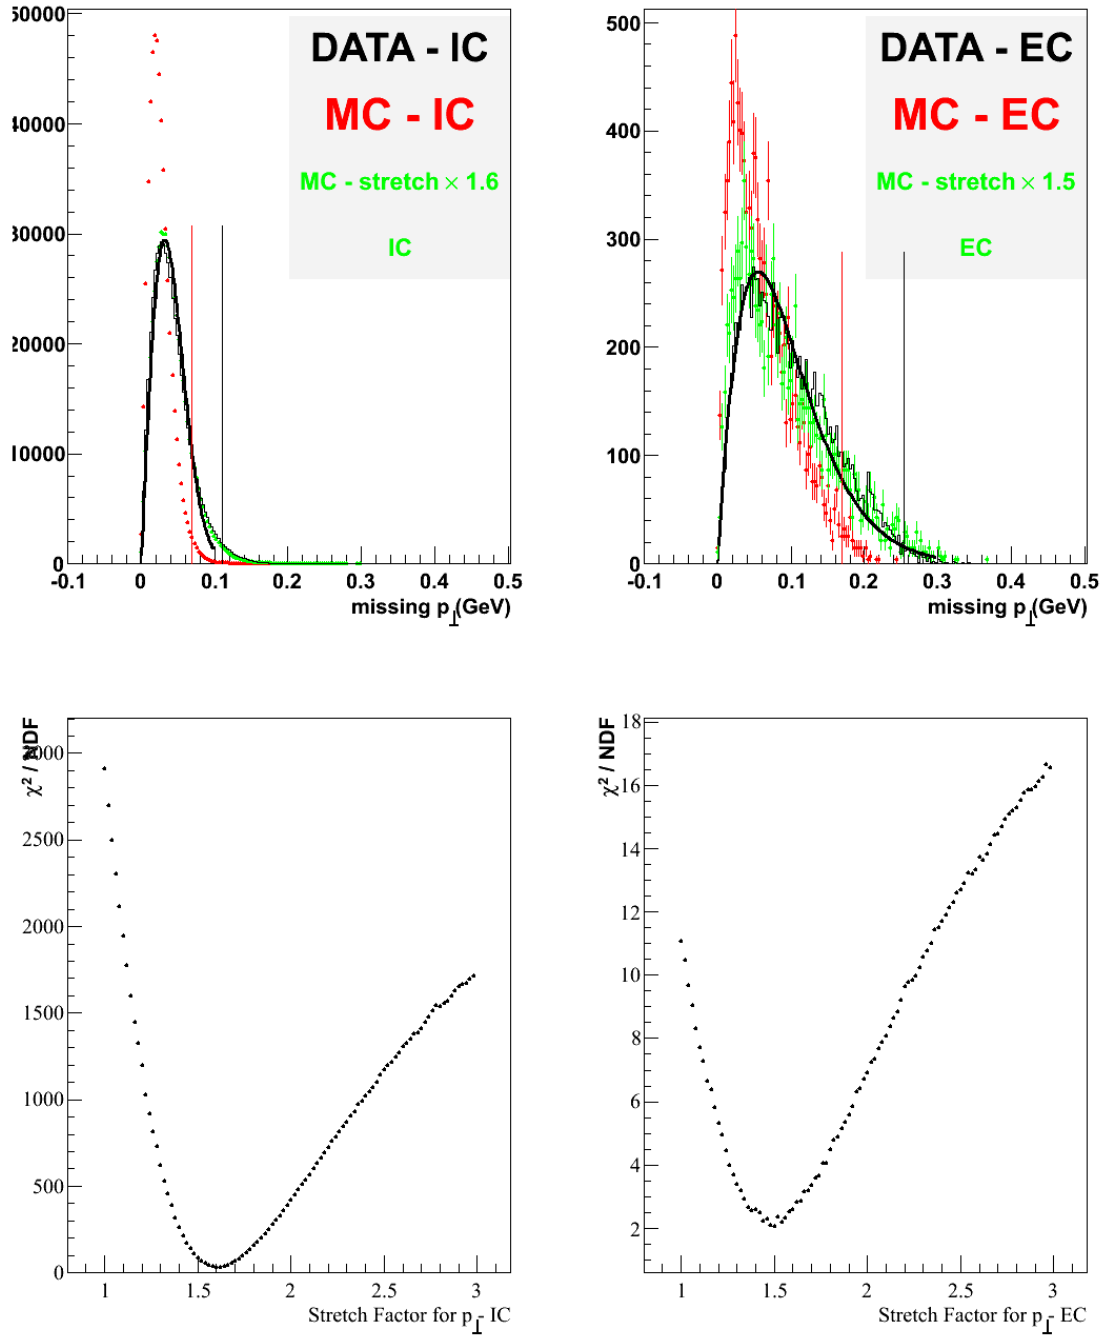 DATA - IC
MC - IC
MC - stretch × 1.6
IC
50000
40000
30000
20000
10000
0
-0.1 0 0.1 0.2 0.3 0.4 0.5
missing p⊥(GeV)
DATA - EC
MC - EC
MC - stretch × 1.5
EC
500
400
300
200
100
0
-0.1 0 0.1 0.2 0.3 0.4 0.5
missing p⊥(GeV)
χ² / NDF
2500
2000
1500
1000
500
0
1 1.5 2 2.5 3
Stretch Factor for p⊥- IC
χ² / NDF
18
16
14
12
10
8
6
4
2
1 1.5 2 2.5 3
Stretch Factor for p⊥- EC